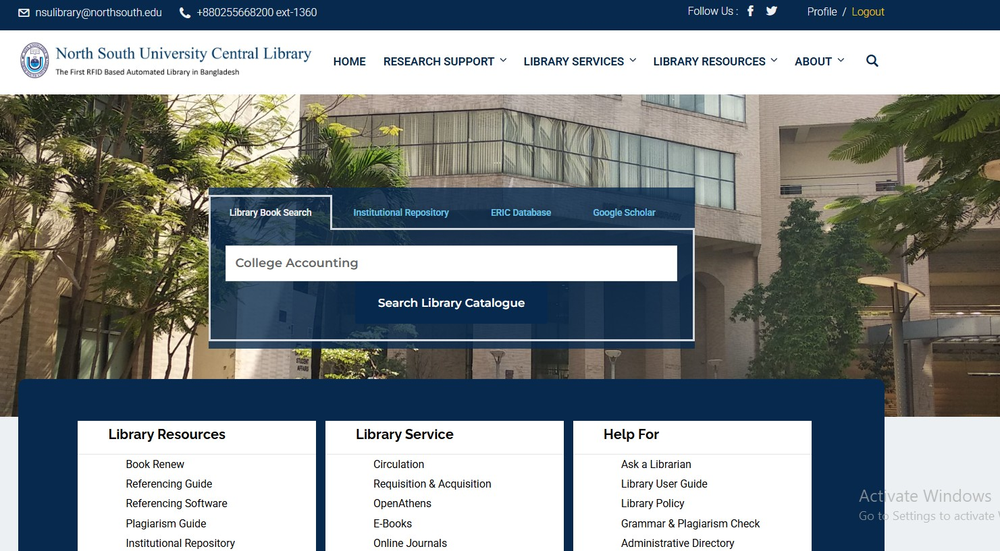 nsulibrary@northsouth.edu +880255668200 ext-1360 Follow Us : Profile / Logout
North South University Central Library
The First RFID Based Automated Library in Bangladesh
HOME RESEARCH SUPPORT LIBRARY SERVICES LIBRARY RESOURCES ABOUT
Library Book Search Institutional Repository ERIC Database Google Scholar
College Accounting
Search Library Catalogue
STUDENT
AFFAIRS
Library Resources
Book Renew
Referencing Guide
Referencing Software
Plagiarism Guide
Institutional Repository
Library Service
Circulation
Requisition & Acquisition
OpenAthens
E-Books
Online Journals
Help For
Ask a Librarian
Library User Guide
Library Policy
Grammar & Plagiarism Check
Administrative Directory
Activate Windows
Go to Settings to activate